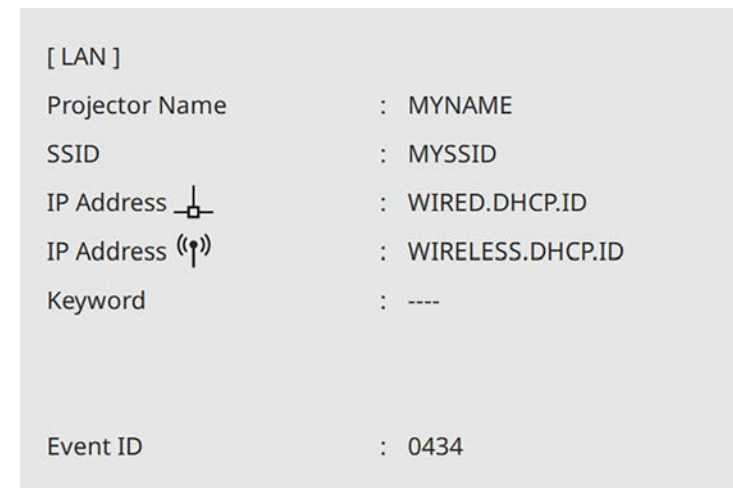 [ LAN ]
Projector Name : MYNAME
SSID : MYSSID
IP Address : WIRED.DHCP.ID
IP Address : WIRELESS.DHCP.ID
Keyword : ----
Event ID : 0434